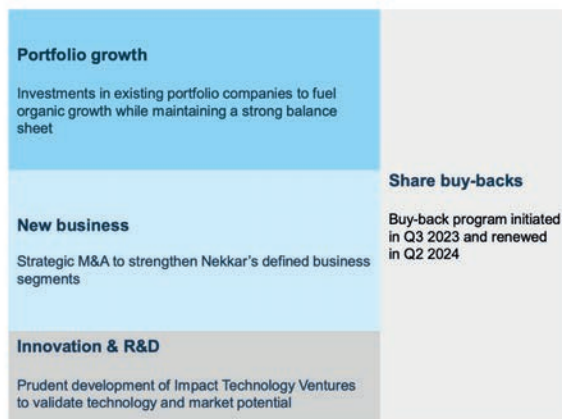 Portfolio growth
Investments in existing portfolio companies to fuel
organic growth while maintaining a strong balance
sheet
New business
Strategic M&A to strengthen Nekkar's defined business
segments
Innovation & R&D
Prudent development of Impact Technology Ventures
to validate technology and market potential
Share buy-backs
Buy-back program initiated
in Q3 2023 and renewed
in Q2 2024